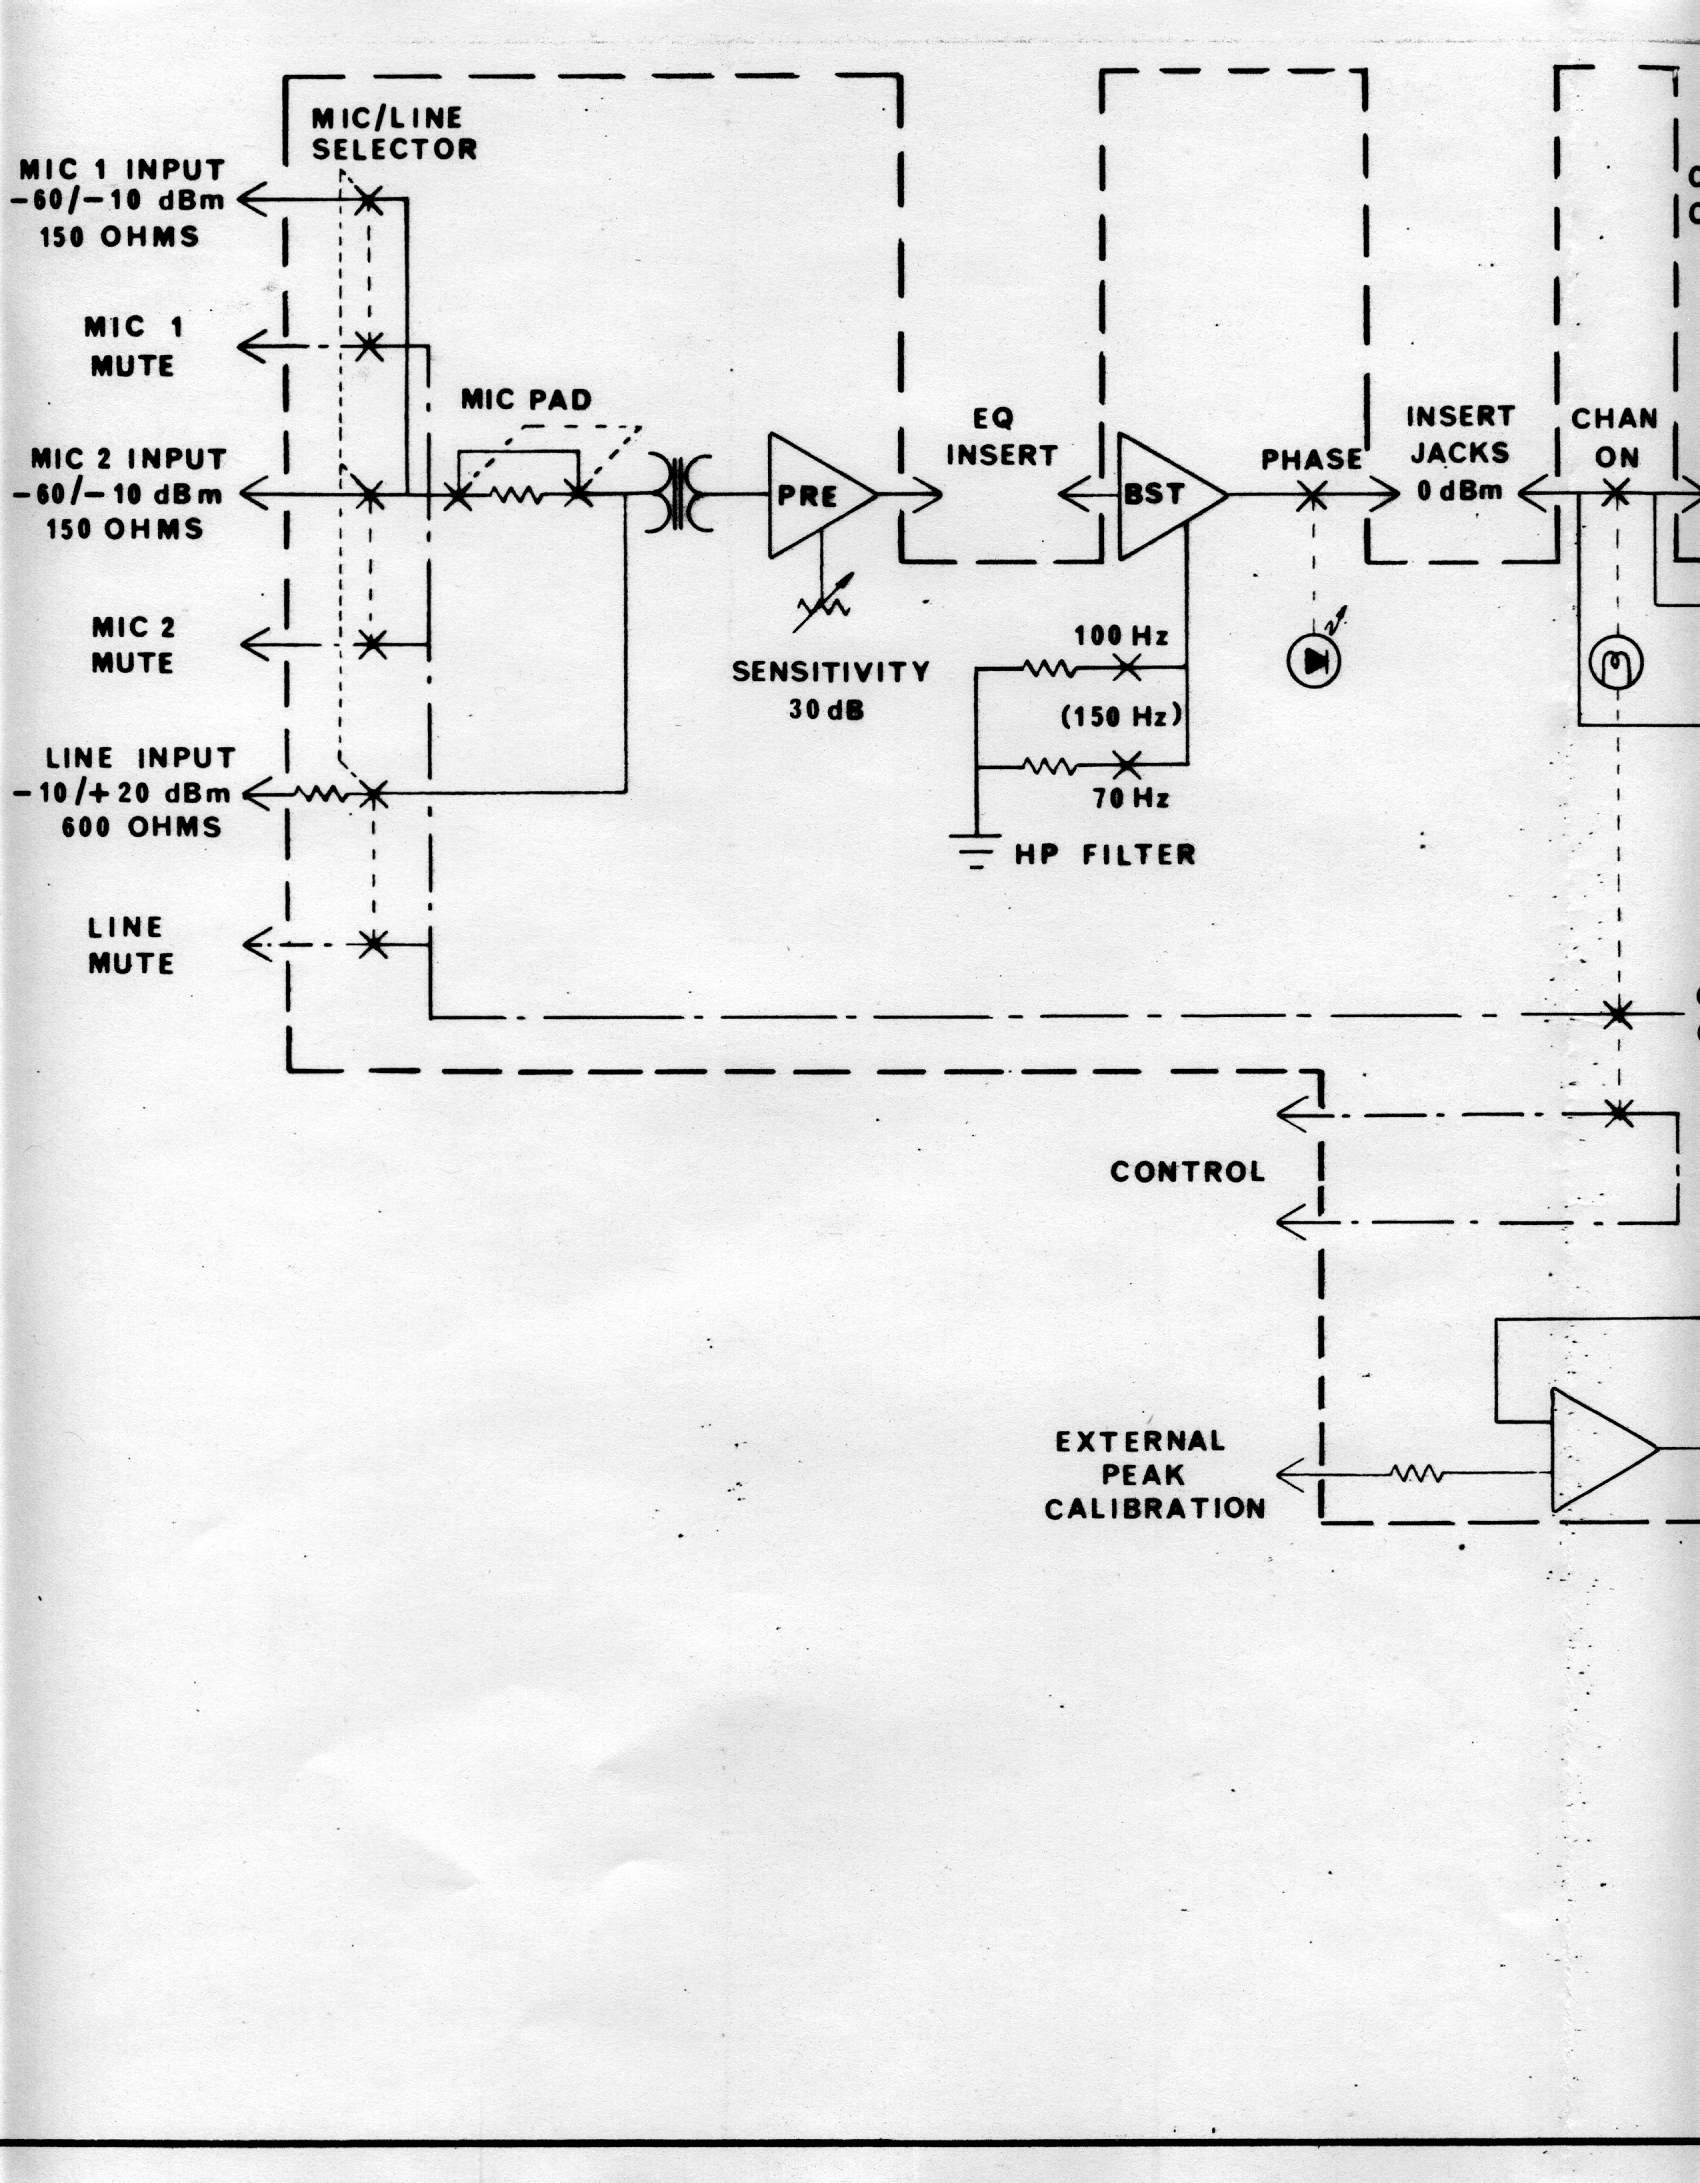 MIC/LINE
SELECTOR
MIC 1 INPUT
-60/-10 dBm
150 OHMS
MIC 1
MUTE
MIC PAD
MIC 2 INPUT
-60/-10 dBm
150 OHMS
PRE
EQ
INSERT
BST
PHASE
INSERT
JACKS
0 dBm
CHAN
ON
MIC 2
MUTE
SENSITIVITY
30 dB
100 Hz
(150 Hz)
70 Hz
HP FILTER
LINE INPUT
-10/+20 dBm
600 OHMS
LINE
MUTE
CONTROL
EXTERNAL
PEAK
CALIBRATION